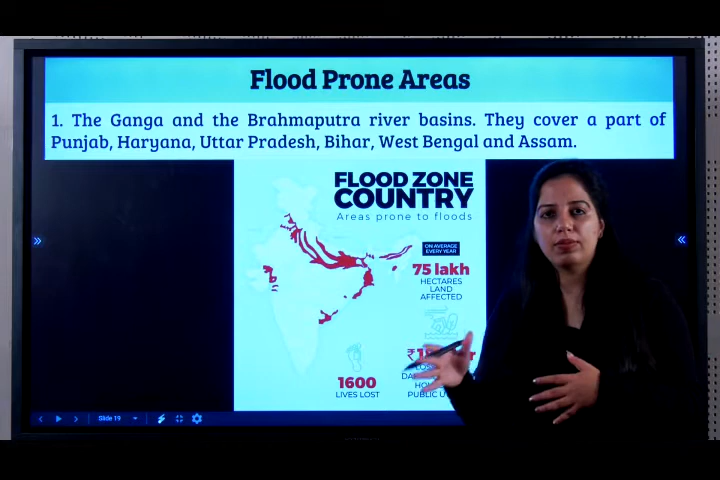 Flood Prone Areas
1. The Ganga and the Brahmaputra river basins. They cover a part of
Punjab, Haryana, Uttar Pradesh, Bihar, West Bengal and Assam.
FLOOD ZONE
COUNTRY
Areas prone to floods
ON AVERAGE
EVERY YEAR
75 lakh
HECTARES
LAND
AFFECTED
1600
LIVES LOST
PUBLIC
Slide 19